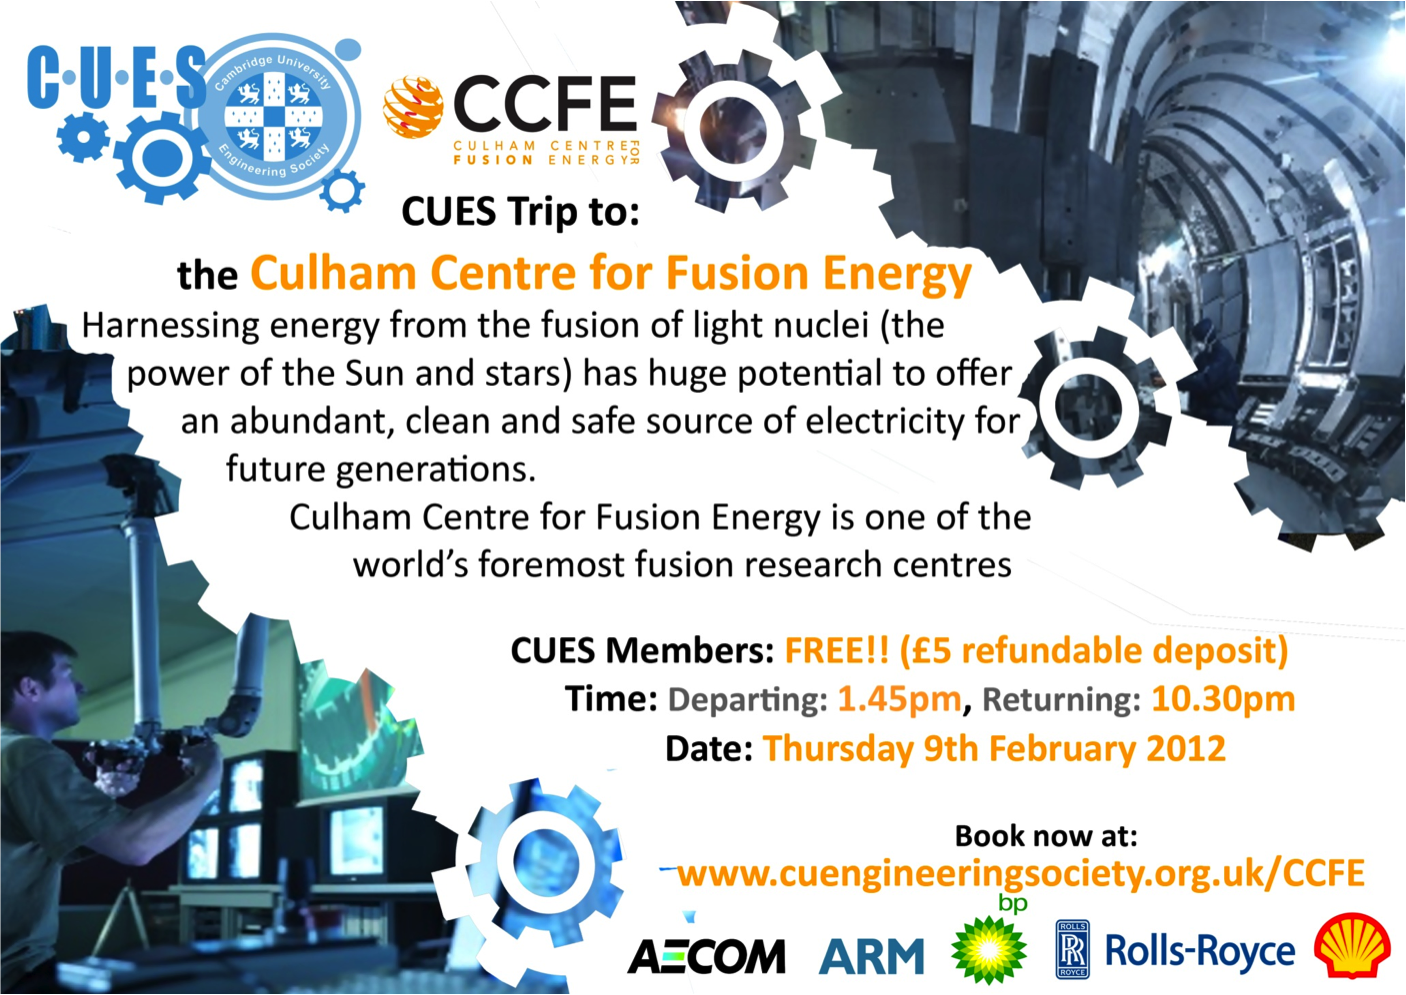 C·U·E·S
Cambridge University
Engineering Society
CCFE
CULHAM CENTRE FOR
FUSION ENERGY
CUES Trip to:
the Culham Centre for Fusion Energy
Harnessing energy from the fusion of light nuclei (the
power of the Sun and stars) has huge potential to offer
an abundant, clean and safe source of electricity for
future generations.
Culham Centre for Fusion Energy is one of the
world's foremost fusion research centres
CUES Members: FREE!! (£5 refundable deposit)
Time: Departing: 1.45pm, Returning: 10.30pm
Date: Thursday 9th February 2012
Book now at:
www.cuengineeringsociety.org.uk/CCFE
AECOM
ARM
bp
ROLLS
RR
ROYCE
Rolls-Royce